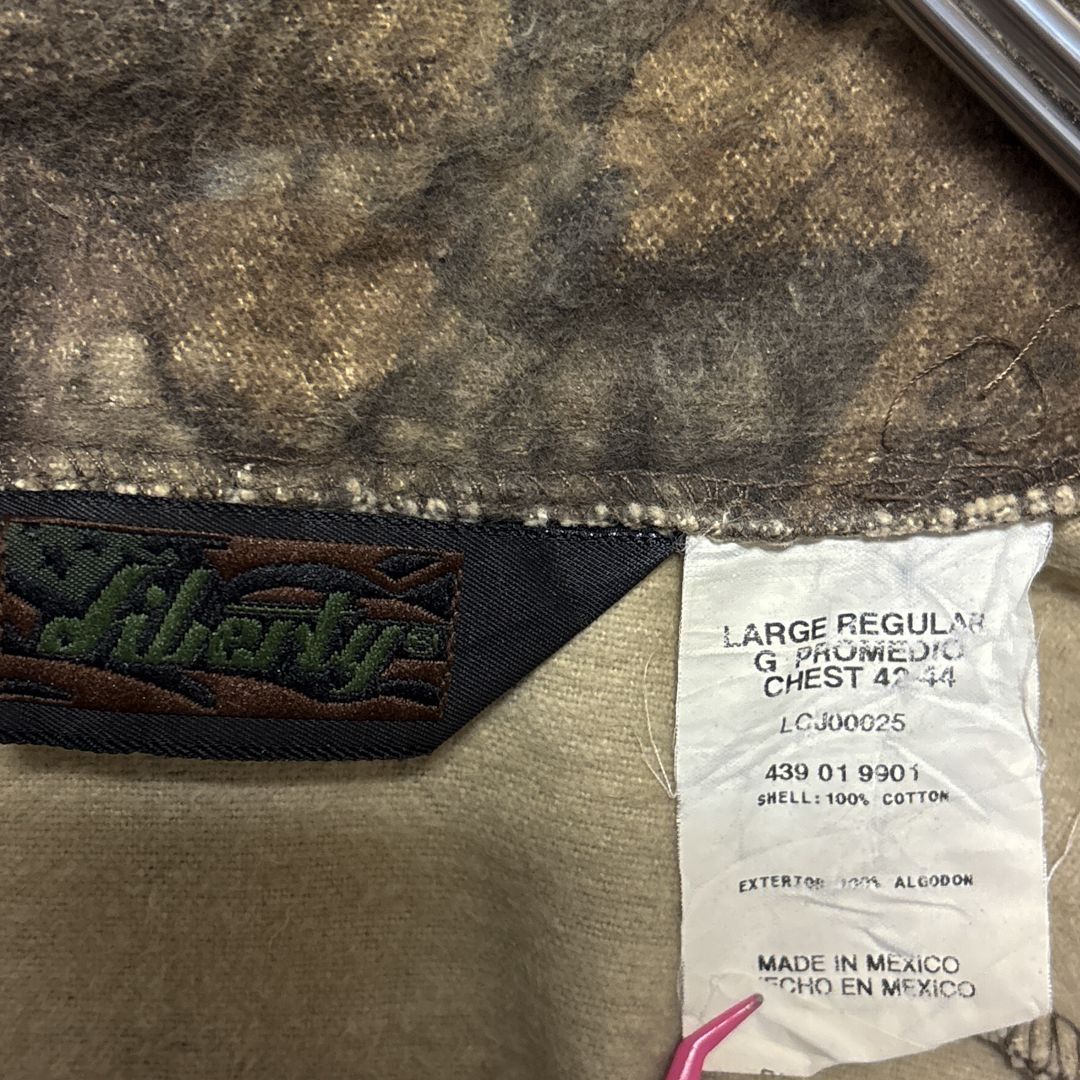 Liberty
LARGE REGULAR
G PROMEDIO
CHEST 42-44
LCJ00025
439 01 9901
SHELL: 100% COTTON
EXTERIOR 100% ALGODON
MADE IN MEXICO
HECHO EN MEXICO